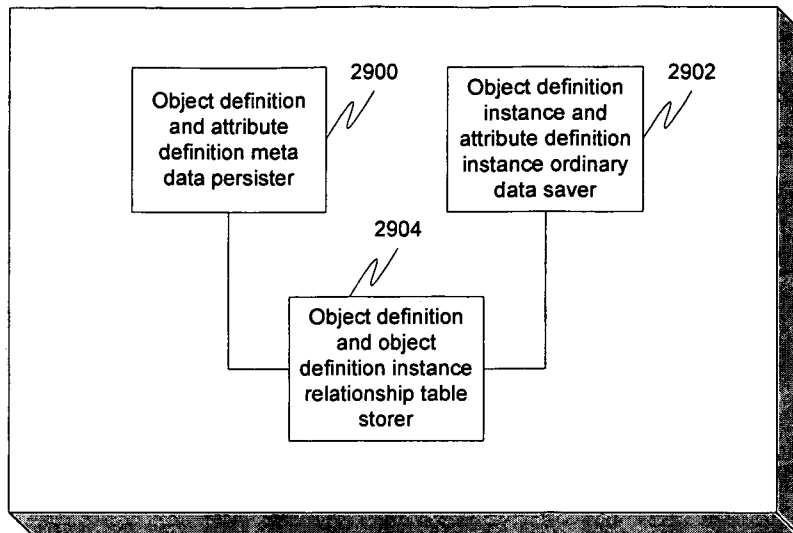 2900
Object definition
and attribute
definition meta
data persister
2902
Object definition
instance and
attribute definition
instance ordinary
data saver
2904
Object definition
and object
definition instance
relationship table
storer